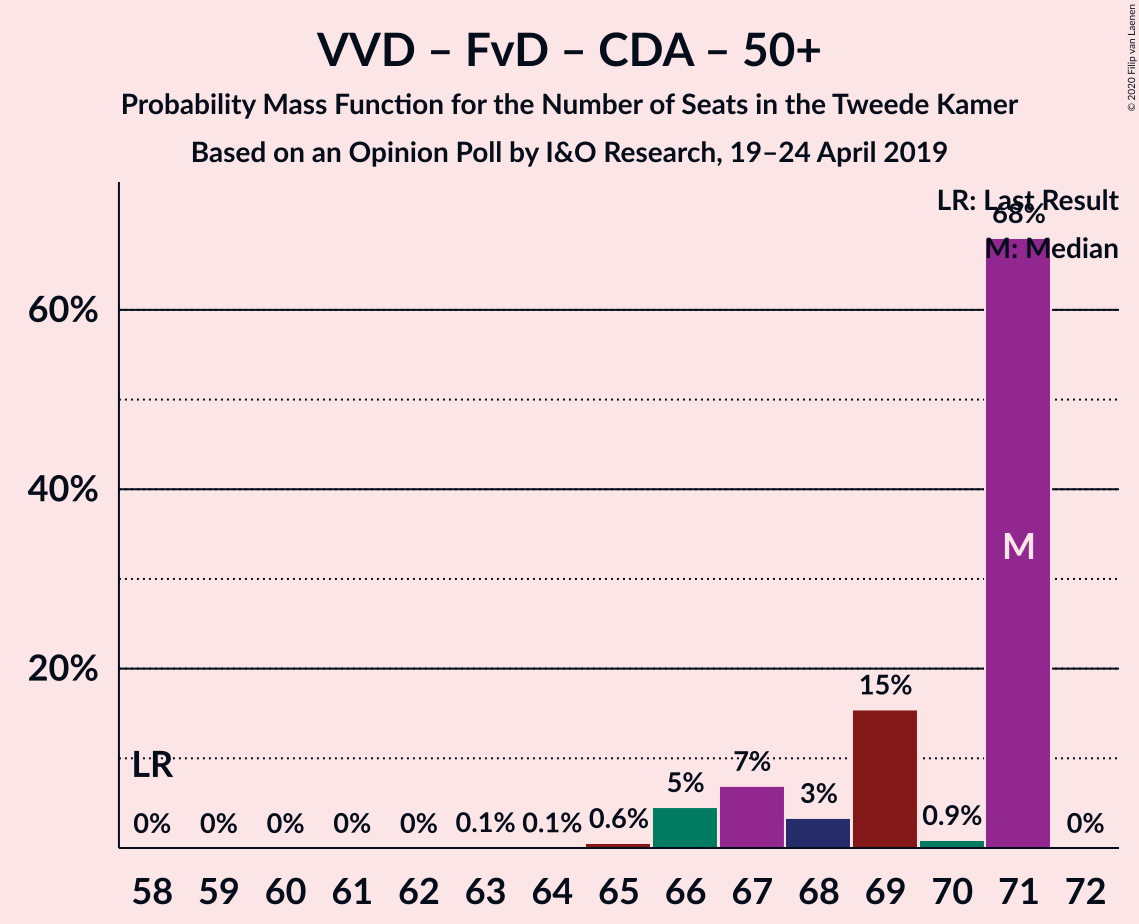 VVD – FvD – CDA – 50+
Probability Mass Function for the Number of Seats in the Tweede Kamer
Based on an Opinion Poll by I&O Research, 19–24 April 2019
© 2020 Filip van Laenen
LR: Last Result
M: Median
68%
60%
40%
20%
M
LR
0%
0%
0%
0%
0%
0.1%
0.1%
0.6%
5%
7%
3%
15%
0.9%
0%
58 59 60 61 62 63 64 65 66 67 68 69 70 71 72